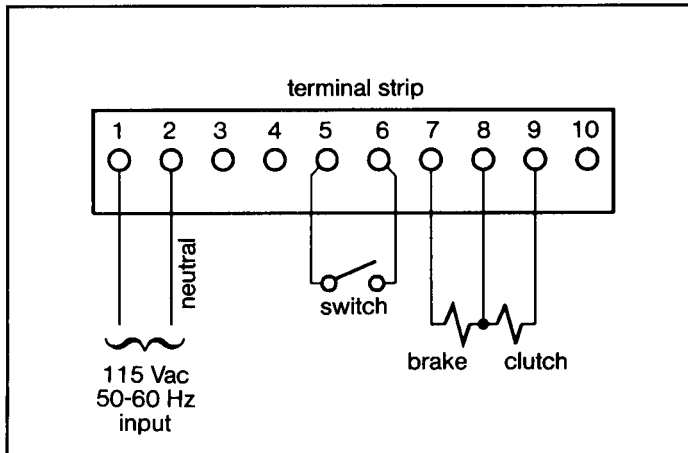 terminal strip
1 2 3 4 5 6 7 8 9 10
neutral
switch
brake clutch
115 Vac
50-60 Hz
input